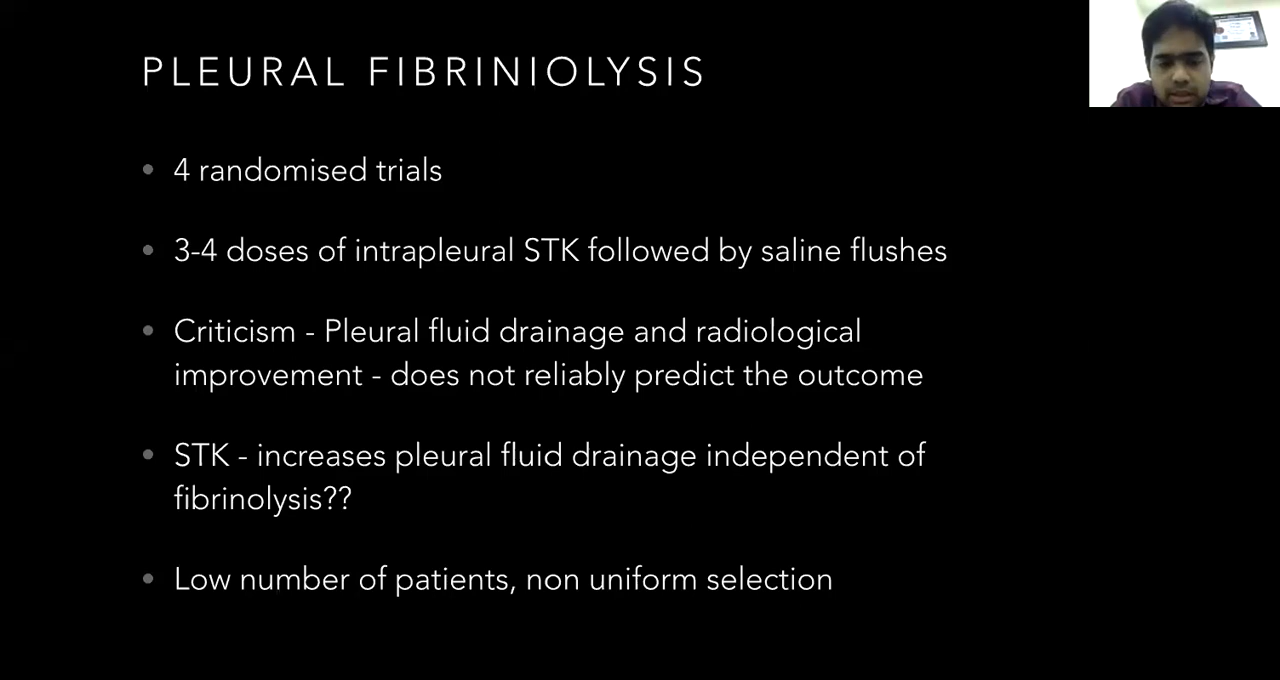 PLEURAL FIBRINIOLYSIS
• 4 randomised trials
• 3-4 doses of intrapleural STK followed by saline flushes
• Criticism - Pleural fluid drainage and radiological
improvement - does not reliably predict the outcome
• STK - increases pleural fluid drainage independent of
fibrinolysis??
• Low number of patients, non uniform selection